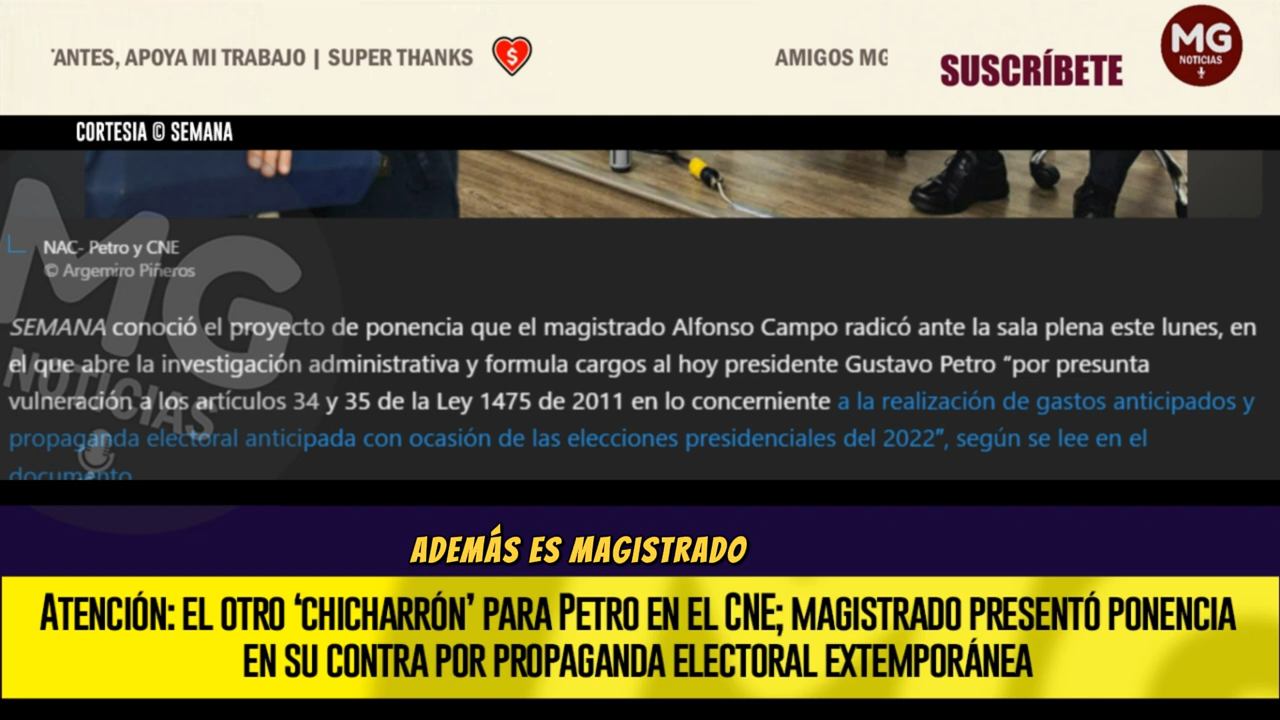 'ANTES, APOYA MI TRABAJO | SUPER THANKS
AMIGOS MG
SUSCRÍBETE
MG
NOTICIAS
CORTESIA © SEMANA
NAC- Petro y CNE
© Argemiro Piñeros
SEMANA conoció el proyecto de ponencia que el magistrado Alfonso Campo radicó ante la sala plena este lunes, en
el que abre la investigación administrativa y formula cargos al hoy presidente Gustavo Petro “por presunta
vulneración a los artículos 34 y 35 de la Ley 1475 de 2011 en lo concerniente a la realización de gastos anticipados y
propaganda electoral anticipada con ocasión de las elecciones presidenciales del 2022”, según se lee en el
documento
MG
NOTICIAS
ADEMÁS ES MAGISTRADO
ATENCIÓN: EL OTRO ‘CHICHARRÓN’ PARA PETRO EN EL CNE; MAGISTRADO PRESENTÓ PONENCIA
EN SU CONTRA POR PROPAGANDA ELECTORAL EXTEMPORÁNEA